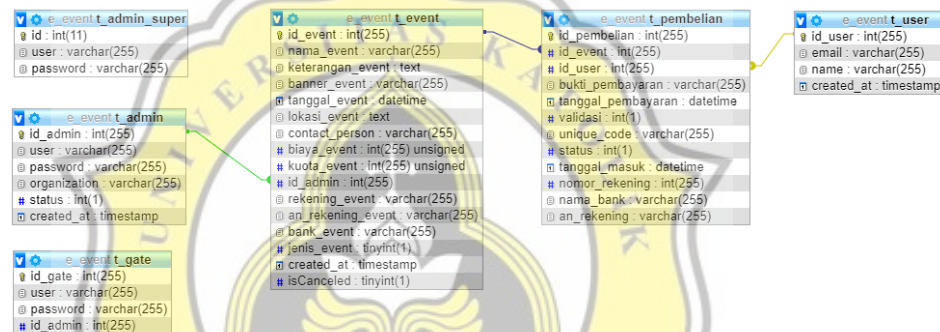 e_event t_admin_super
id : int(11)
user : varchar(255)
password : varchar(255)
e_event t_admin
id_admin : int(255)
user : varchar(255)
password : varchar(255)
organization : varchar(255)
status : int(1)
created_at : timestamp
e_event t_gate
id_gate : int(255)
user : varchar(255)
password : varchar(255)
id_admin : int(255)
e_event t_event
id_event : int(255)
nama_event : varchar(255)
keterangan_event : text
banner_event : varchar(255)
tanggal_event : datetime
lokasi_event : text
contact_person : varchar(255)
biaya_event : int(255) unsigned
kuota_event : int(255) unsigned
id_admin : int(255)
rekening_event : varchar(255)
an_rekening_event : varchar(255)
bank_event : varchar(255)
jenis_event : tinyint(1)
created_at : timestamp
isCanceled : tinyint(1)
e_event t_pembelian
id_pembelian : int(255)
id_event : int(255)
id_user : int(255)
bukti_pembayaran : varchar(255)
tanggal_pembayaran : datetime
validasi : int(1)
unique_code : varchar(255)
status : int(1)
tanggal_masuk : datetime
nomor_rekening : int(255)
nama_bank : varchar(255)
an_rekening : varchar(255)
e_event t_user
id_user : int(255)
email : varchar(255)
name : varchar(255)
created_at : timestamp